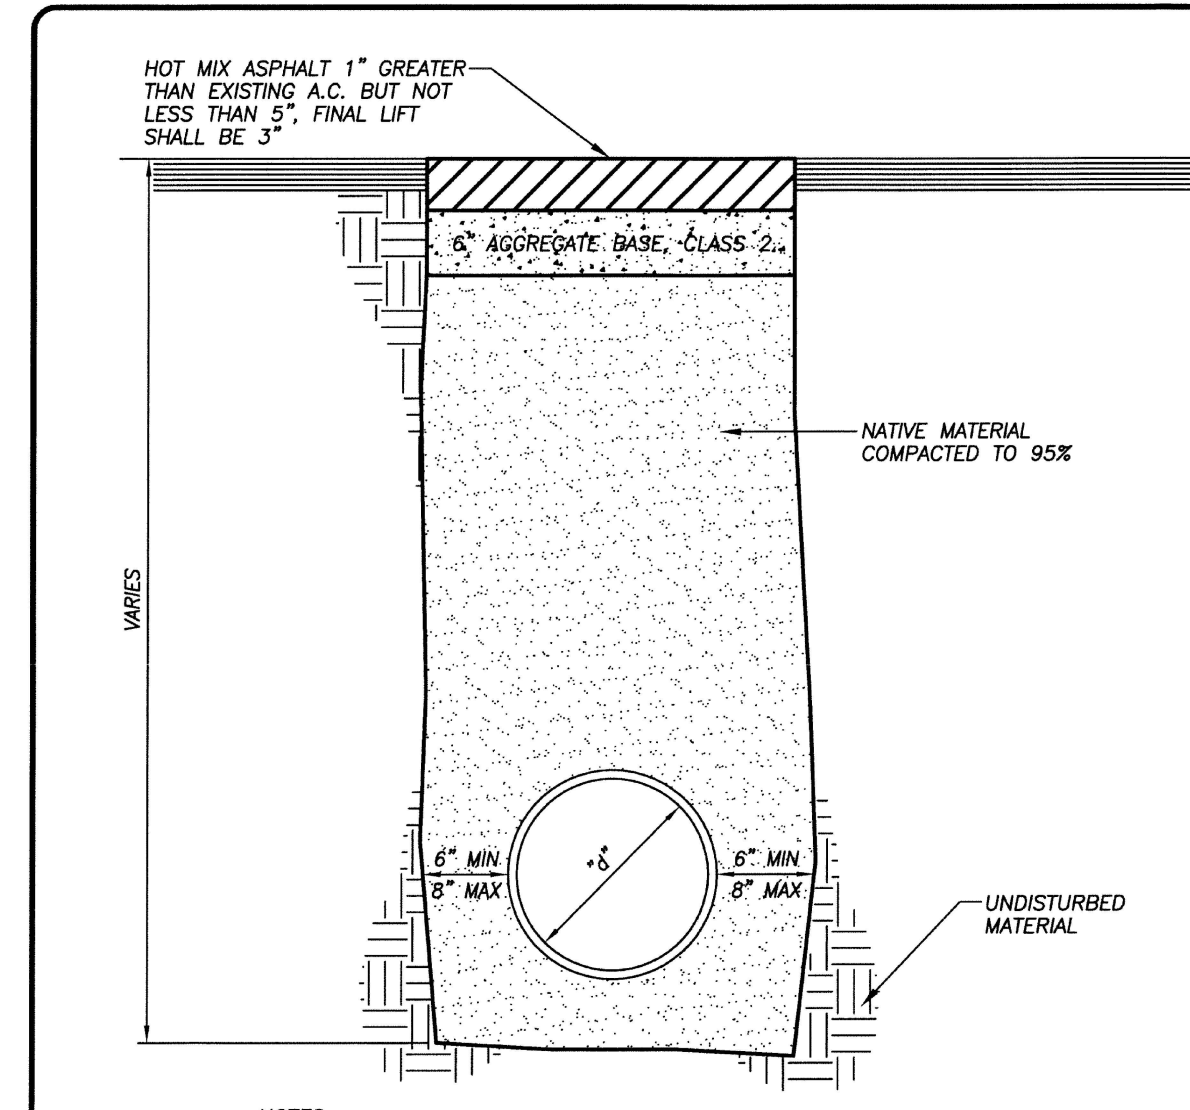 HOT MIX ASPHALT 1" GREATER
THAN EXISTING A.C. BUT NOT
LESS THAN 5", FINAL LIFT
SHALL BE 3"
6" AGGREGATE BASE, CLASS 2
NATIVE MATERIAL
COMPACTED TO 95%
VARIES
"d"
6" MIN
8" MAX
6" MIN
8" MAX
UNDISTURBED
MATERIAL
NOTES